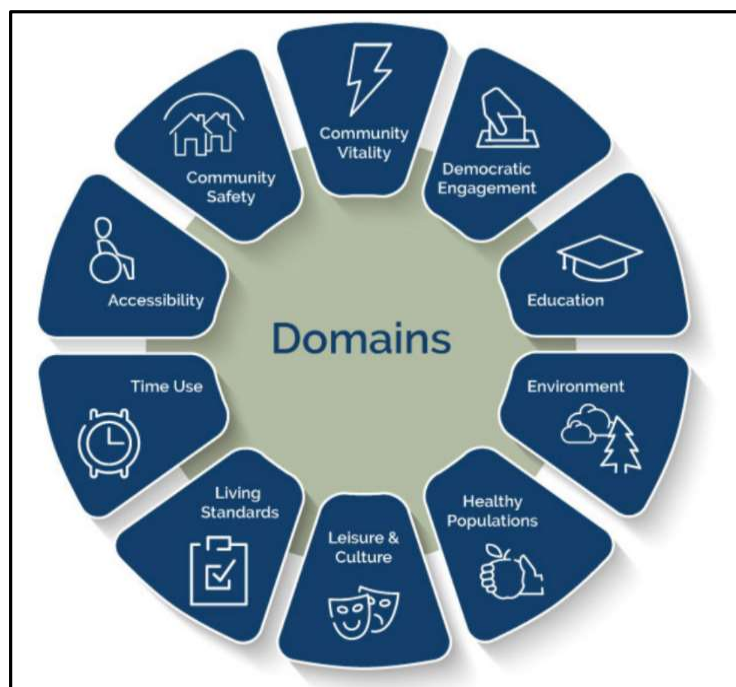 Community
Vitality
Democratic
Engagement
Education
Environment
Healthy
Populations
Leisure &
Culture
Living
Standards
Time Use
Accessibility
Community
Safety
Domains